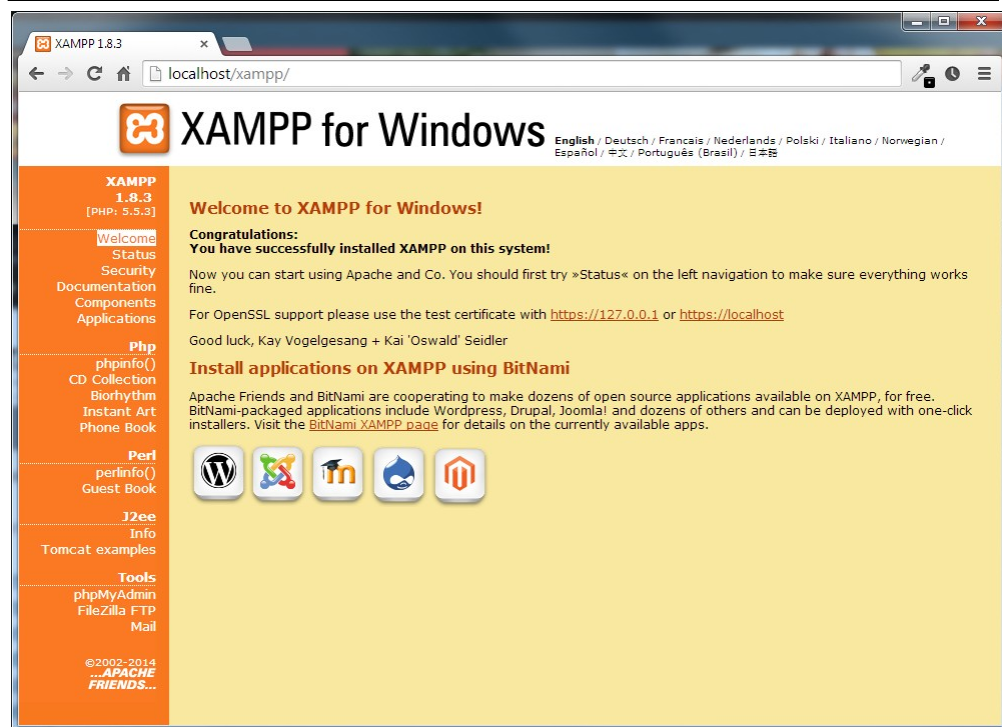 XAMPP 1.8.3
localhost/xampp/
XAMPP for Windows
English / Deutsch / Francais / Nederlands / Polski / Italiano / Norwegian /
Español / 中文 / Português (Brasil) / 日本語
XAMPP
1.8.3
[PHP: 5.5.3]
Welcome
Status
Security
Documentation
Components
Applications
Php
phpinfo()
CD Collection
Biorhythm
Instant Art
Phone Book
Perl
perlinfo()
Guest Book
J2ee
Info
Tomcat examples
Tools
phpMyAdmin
FileZilla FTP
Mail
©2002-2014
...APACHE
FRIENDS...
Welcome to XAMPP for Windows!
Congratulations:
You have successfully installed XAMPP on this system!
Now you can start using Apache and Co. You should first try »Status« on the left navigation to make sure everything works
fine.
For OpenSSL support please use the test certificate with https://127.0.0.1 or https://localhost
Good luck, Kay Vogelgesang + Kai 'Oswald' Seidler
Install applications on XAMPP using BitNami
Apache Friends and BitNami are cooperating to make dozens of open source applications available on XAMPP, for free.
BitNami-packaged applications include Wordpress, Drupal, Joomla! and dozens of others and can be deployed with one-click
installers. Visit the BitNami XAMPP page for details on the currently available apps.